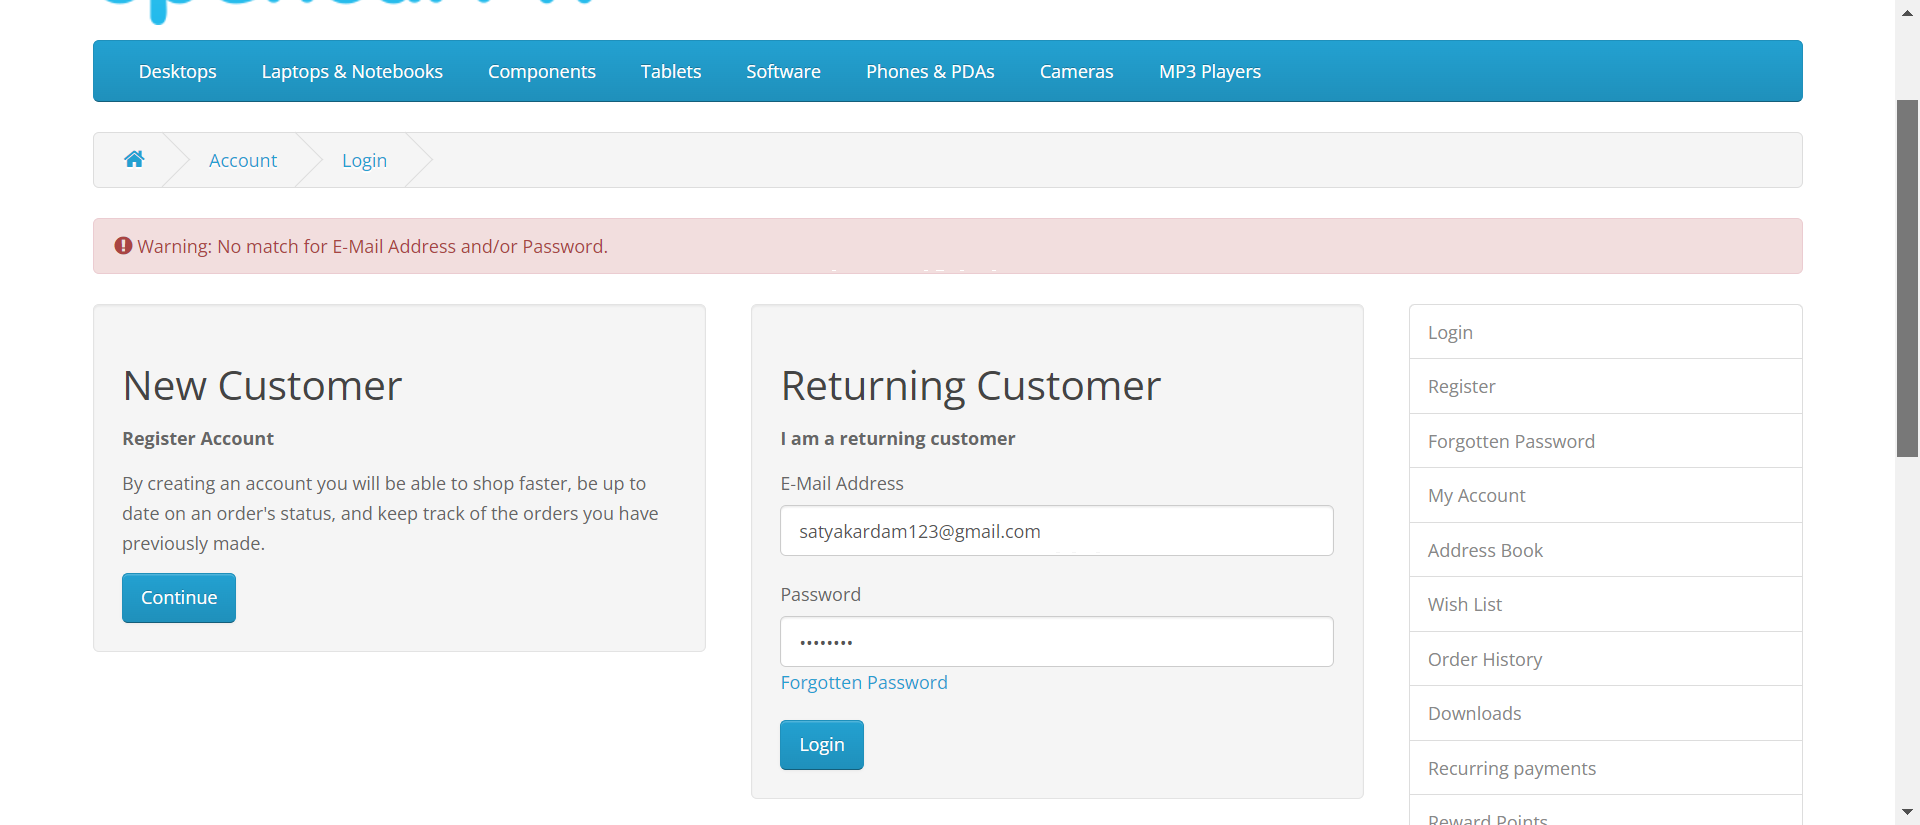 Desktops Laptops & Notebooks Components Tablets Software Phones & PDAs Cameras MP3 Players
Account Login
Warning: No match for E-Mail Address and/or Password.
New Customer
Register Account
By creating an account you will be able to shop faster, be up to
date on an order's status, and keep track of the orders you have
previously made.
Continue
Returning Customer
I am a returning customer
E-Mail Address
satyakardam123@gmail.com
Password
••••••••
Forgotten Password
Login
Login
Register
Forgotten Password
My Account
Address Book
Wish List
Order History
Downloads
Recurring payments
Reward Points